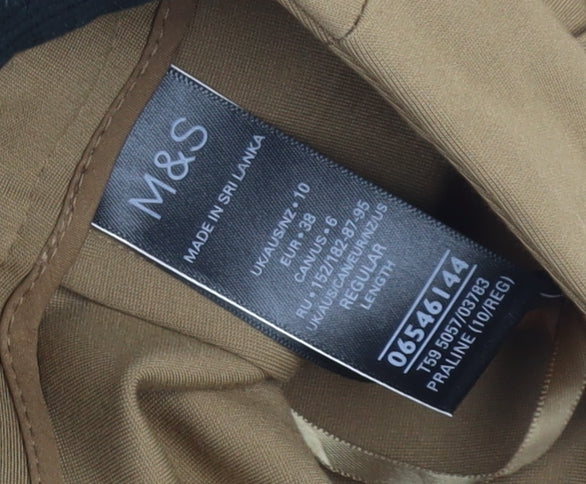 M&S
MADE IN SRI LANKA
UK/AUS/NZ • 10
EUR • 38
CAN/US • 6
RU • 152/182-87-95
UK/AUS/CAN/EUR/NZ/US
REGULAR
LENGTH
06546144
T59 5057/03783
PRALINE (10/REG)